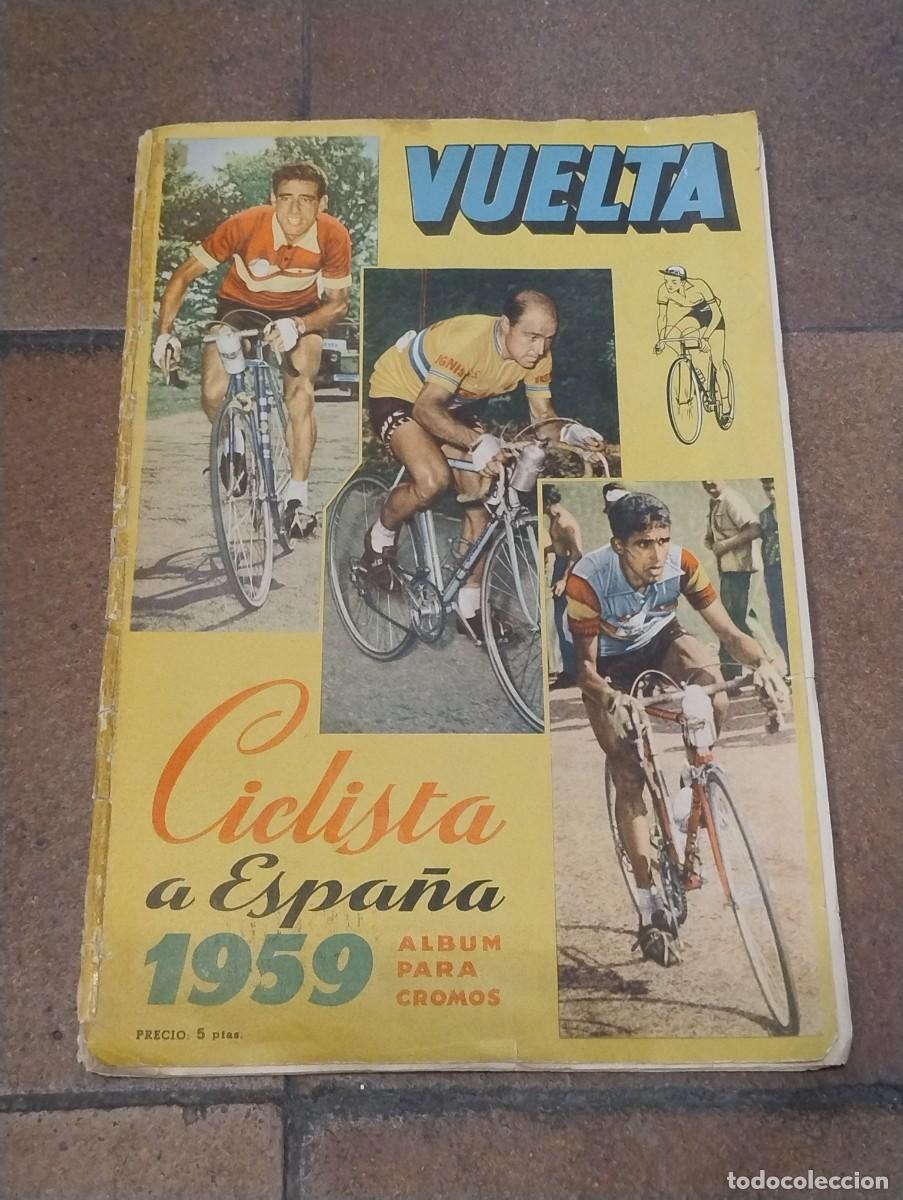 VUELTA
IGNIS
Ciclista
a España
1959
ALBUM
PARA
CROMOS
PRECIO: 5 ptas.
todocoleccion